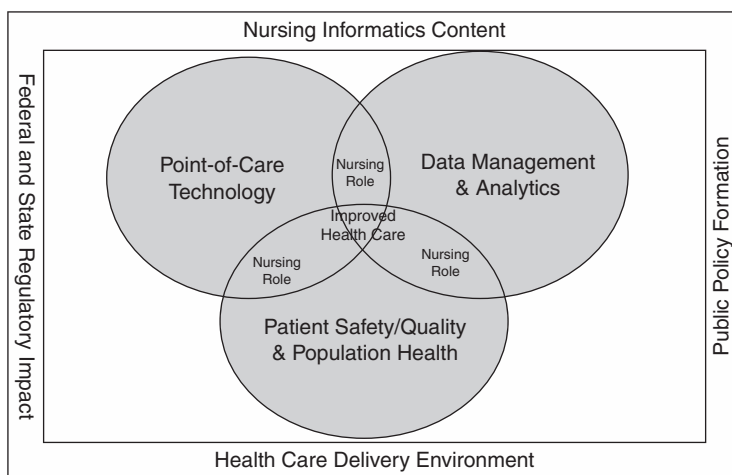 Nursing Informatics Content
Federal and State Regulatory Impact
Point-of-Care
Technology
Nursing
Role
Data Management
& Analytics
Improved
Health Care
Nursing
Role
Nursing
Role
Patient Safety/Quality
& Population Health
Public Policy Formation
Health Care Delivery Environment